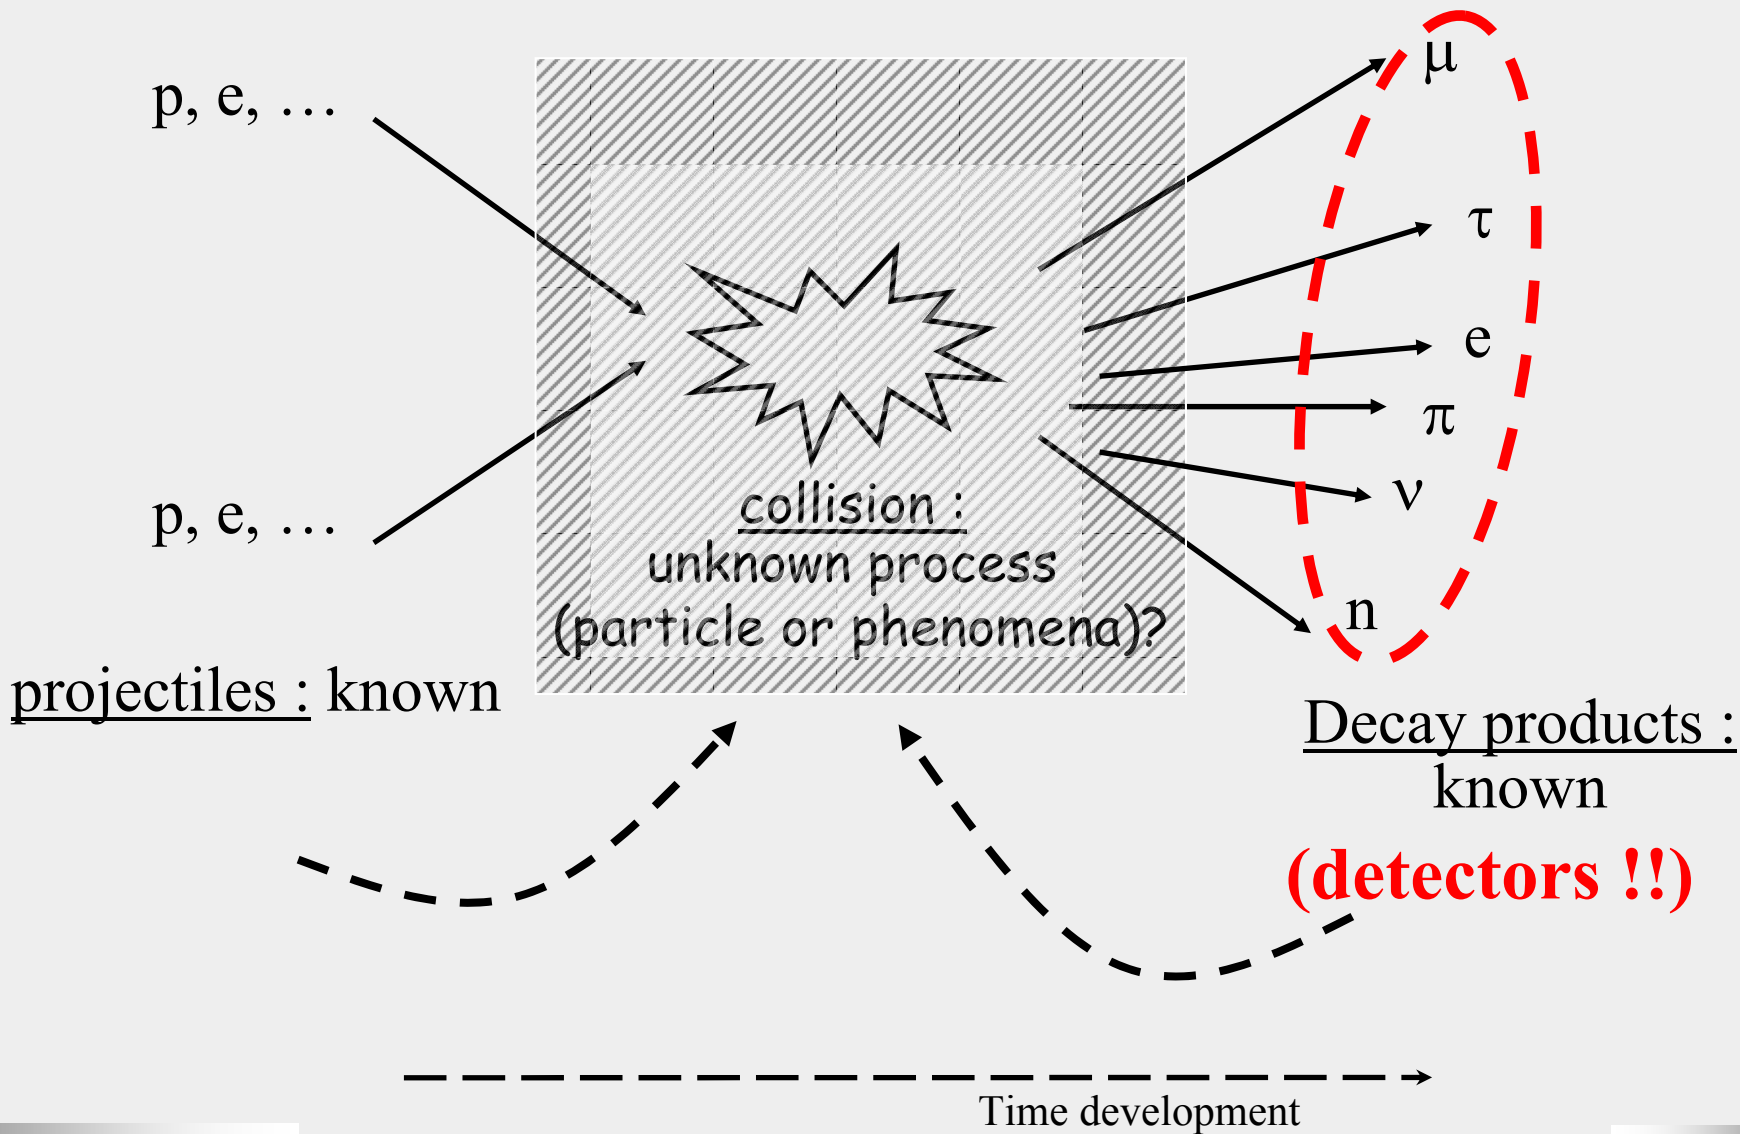 p, e, …
p, e, …
projectiles : known
collision :
unknown process
(particle or phenomena)?
μ
τ
e
π
ν
n
Decay products :
known
(detectors !!)
Time development